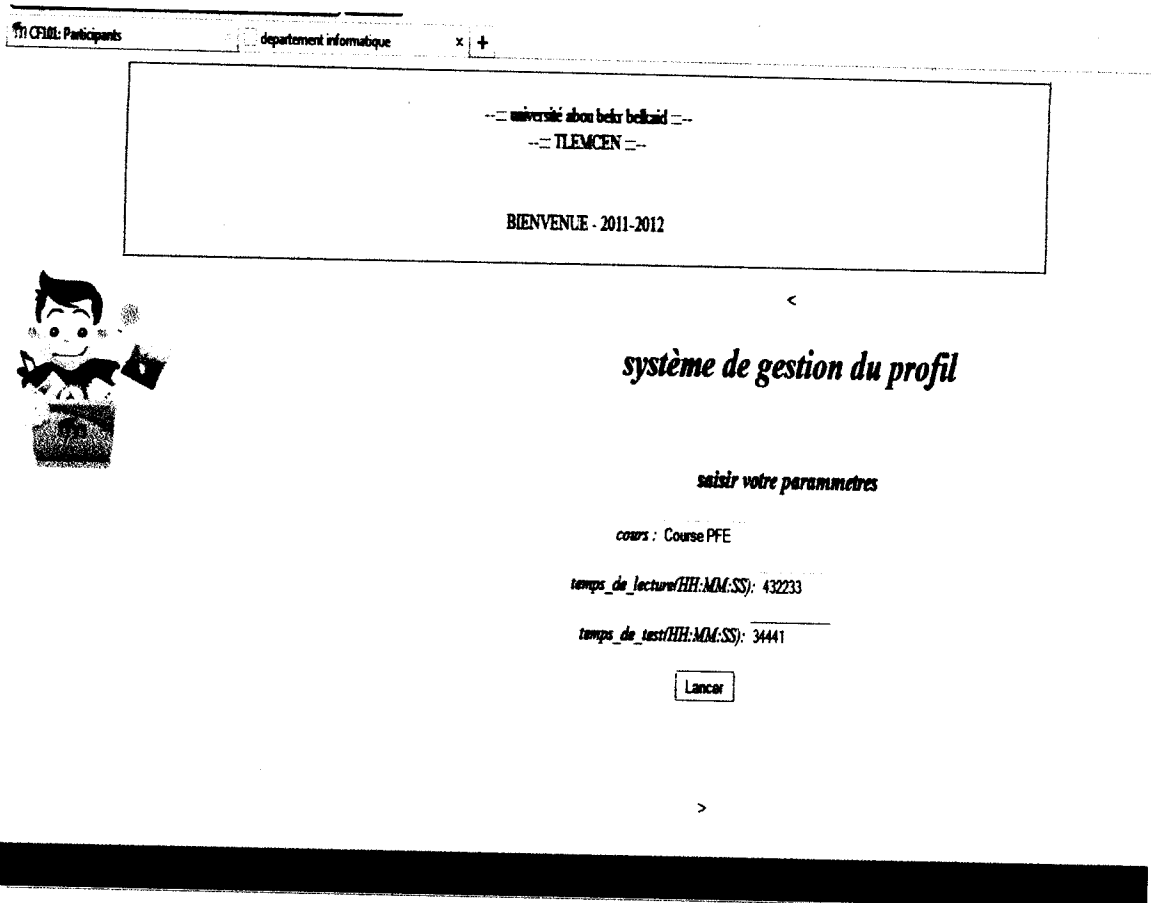 CF101: Participants
departement informatique x +
--::: université abou bekr belkaid :::--
--::: TLEMCEN :::--
BIENVENUE - 2011-2012
<
système de gestion du profil
saisir votre parammetres
cours : Course PFE
temps_de_lecture(HH:MM:SS): 432233
temps_de_test(HH:MM:SS): 34441
Lancer
>